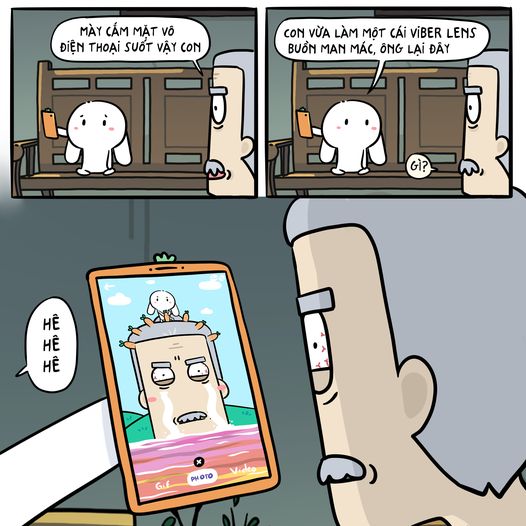 MÀY CẮM MẶT VÔ
ĐIỆN THOẠI SUỐT VẬY CON
CON VỪA LÀM MỘT CÁI VIBER LENS
BUỒN MAN MÁC, ÔNG LẠI ĐÂY
GÌ?
HÊ
HÊ
HÊ
Gif
PHOTO
Video